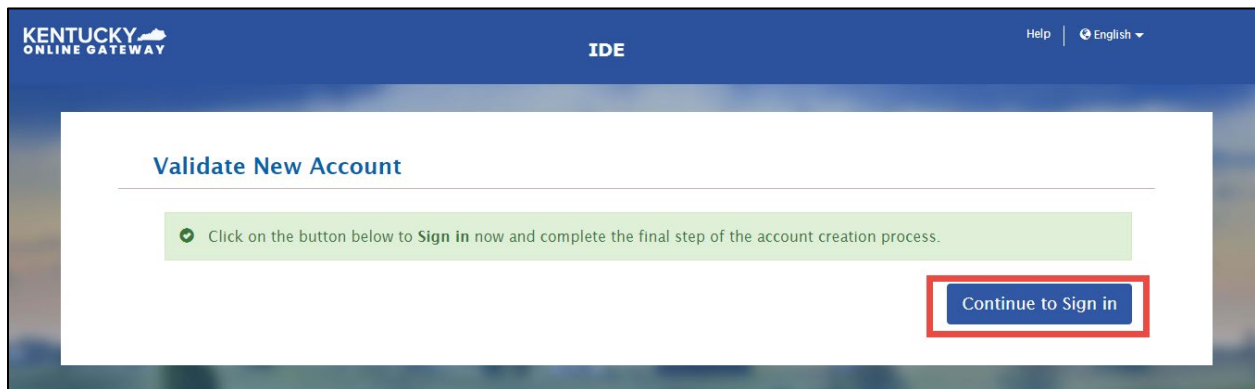 KENTUCKY
ONLINE GATEWAY
IDE
Help
English
Validate New Account
Click on the button below to Sign in now and complete the final step of the account creation process.
Continue to Sign in